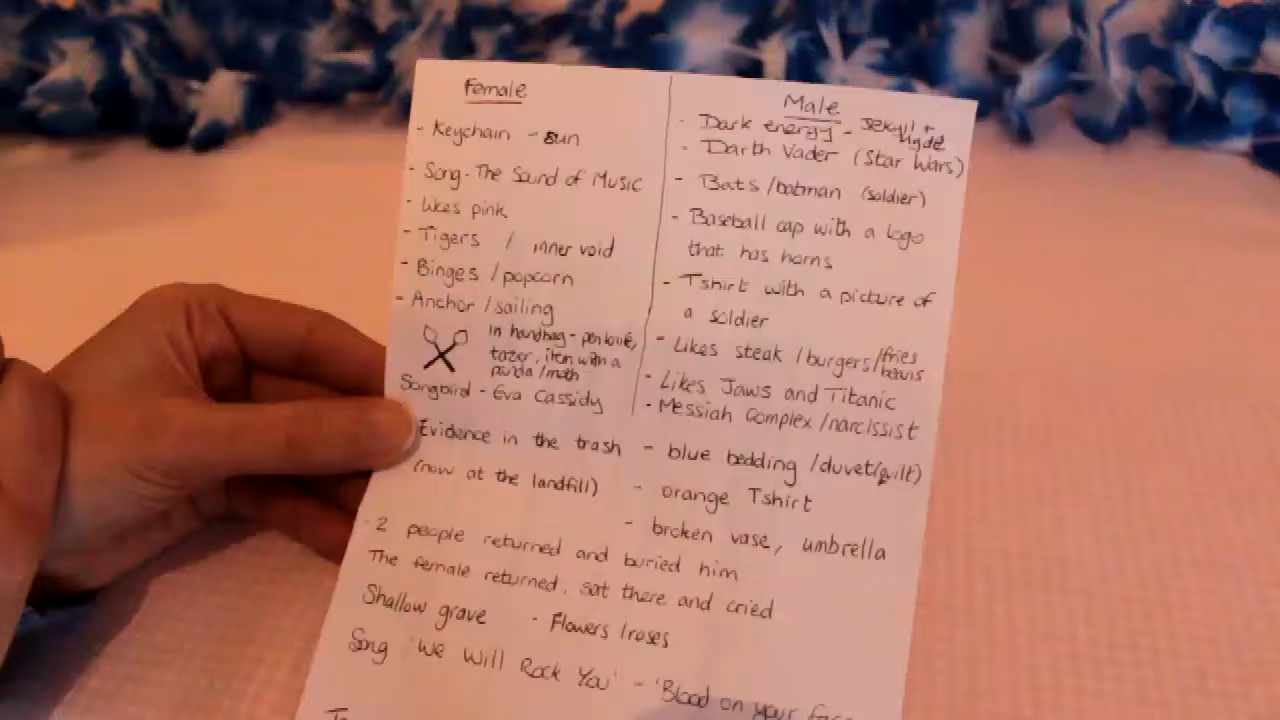 Female
- Keychain - sun
- Song - The Sound of Music
- Likes pink
- Tigers / inner void
- Binges / popcorn
- Anchor / sailing
In handbag - penknife,
tazer, item with a
panda / moth
Songbird - Eva Cassidy
Male
- Dark energy - Jekyll +
Hyde
- Darth Vader (Star Wars)
- Bats / batman (soldier)
- Baseball cap with a logo
that has horns
- Tshirt with a picture of
a soldier
- Likes steak / burgers / fries
- Likes Jaws and Titanic
- Messiah Complex / narcissist
Evidence in the trash - blue bedding / duvet (quilt)
(now at the landfill) - orange Tshirt
- broken vase, umbrella
- 2 people returned and buried him
The female returned, sat there and cried
Shallow grave - Flowers / roses
Song 'We Will Rock You' - 'Blood on your face